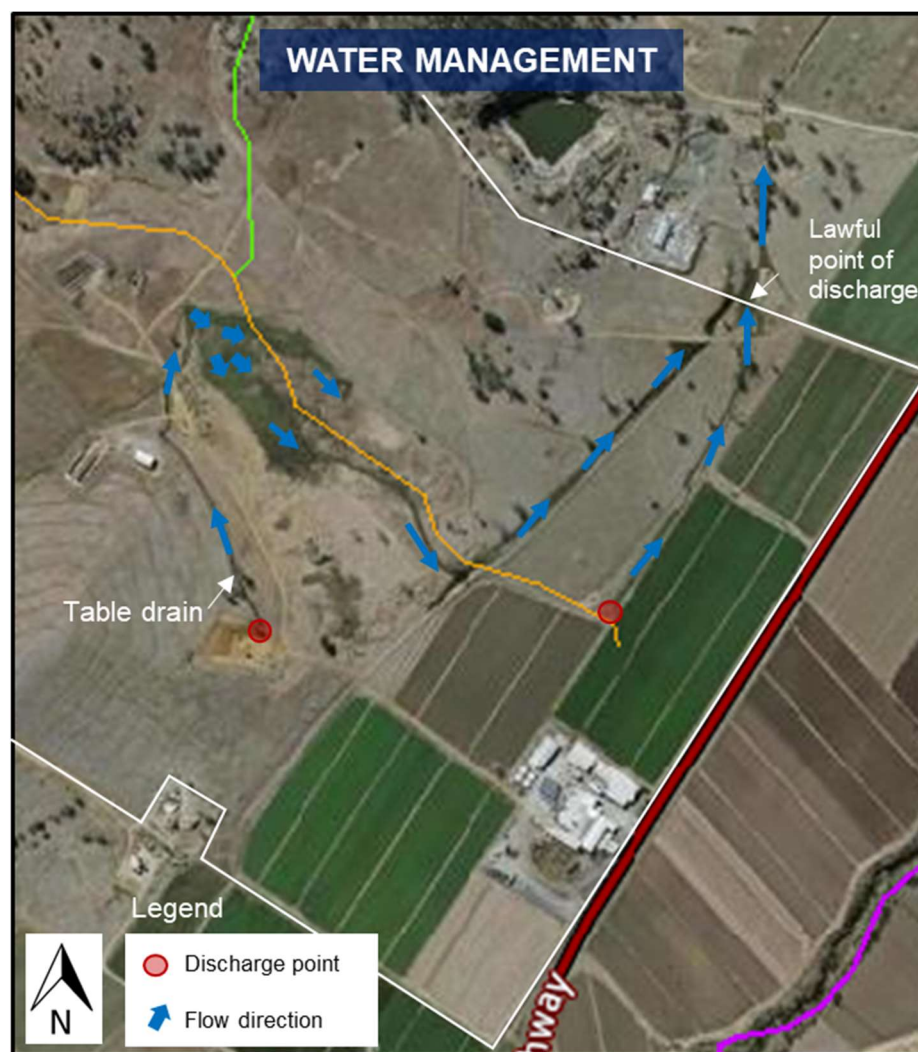 WATER MANAGEMENT
Lawful
point of
discharge
Table drain
Legend
Discharge point
Flow direction
N
hway